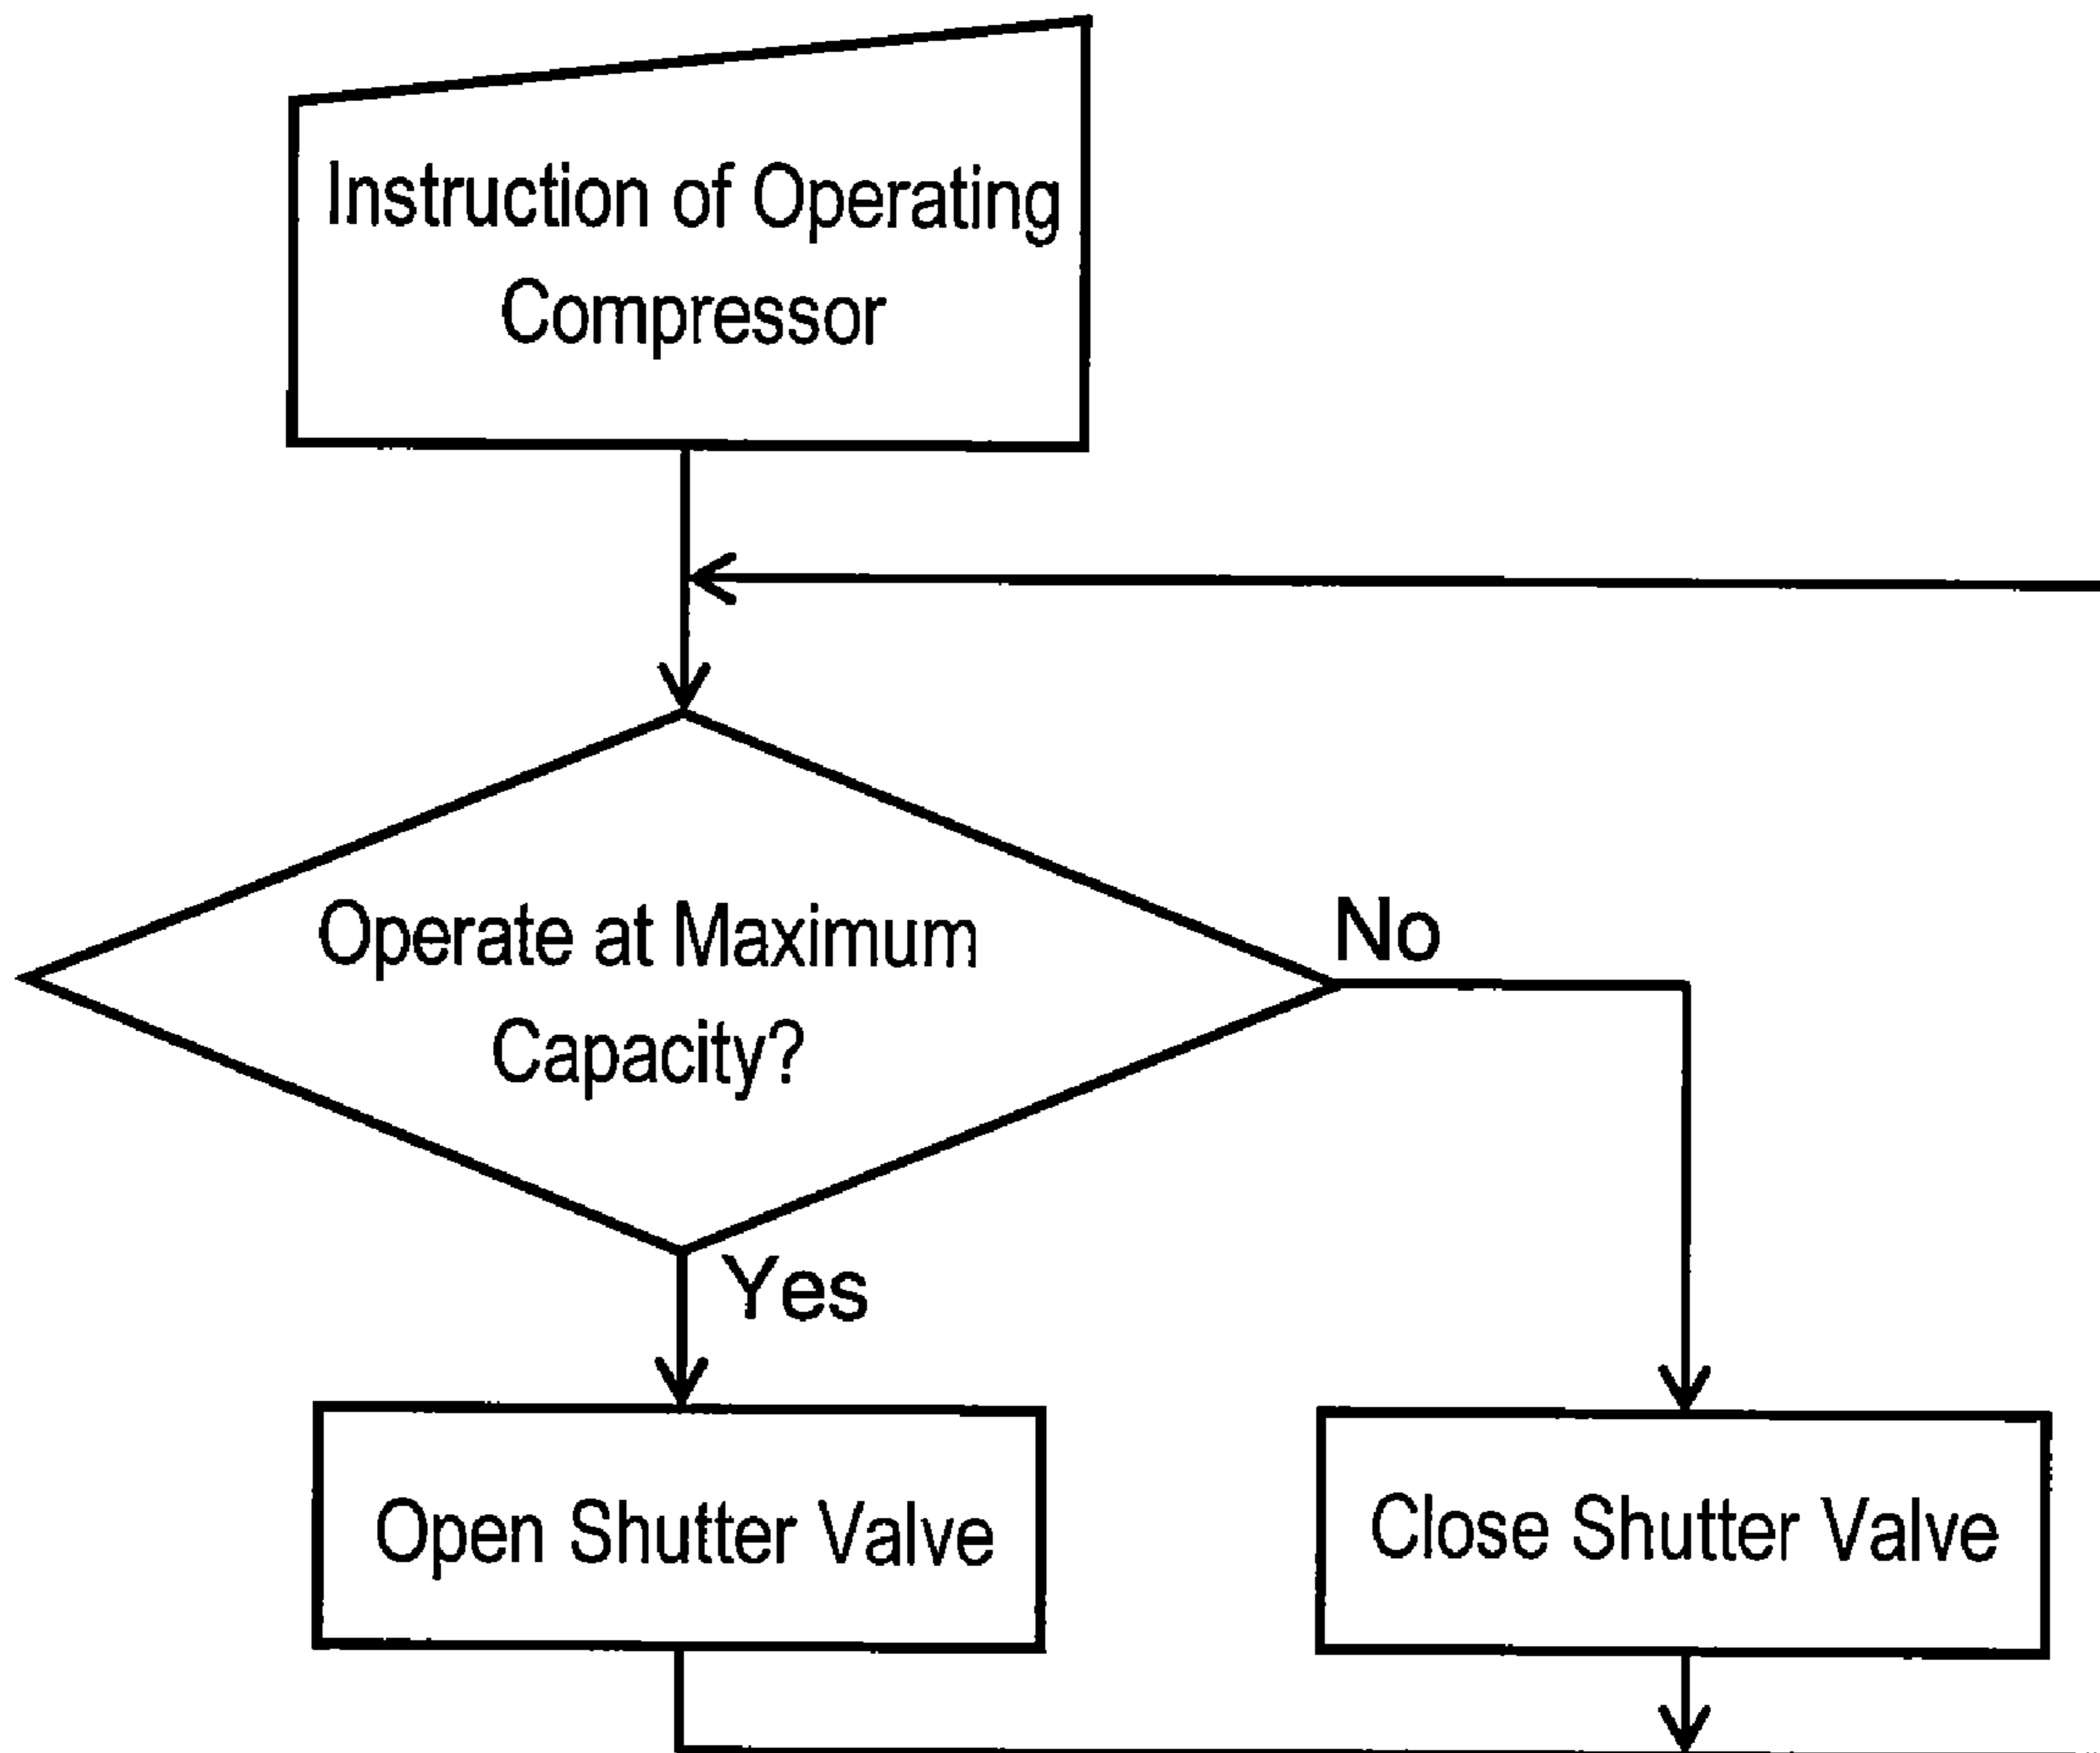 Instruction of Operating
Compressor
Operate at Maximum
Capacity?
No
Yes
Open Shutter Valve
Close Shutter Valve